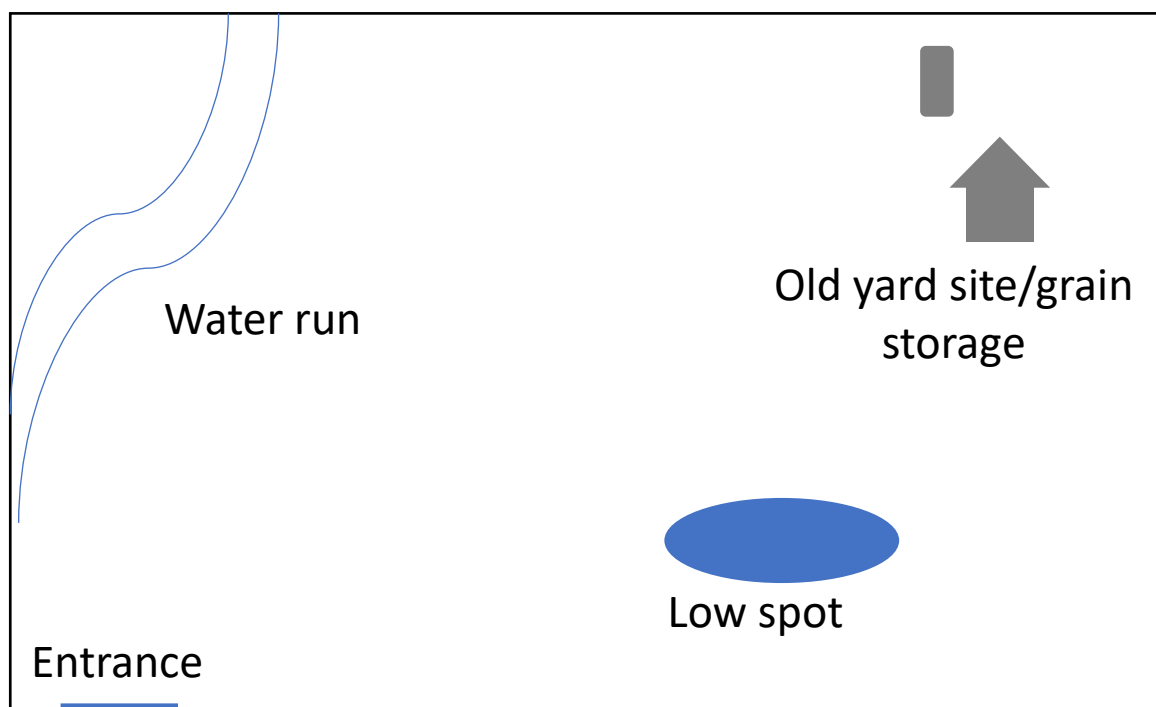 Old yard site/grain
storage
Water run
Low spot
Entrance